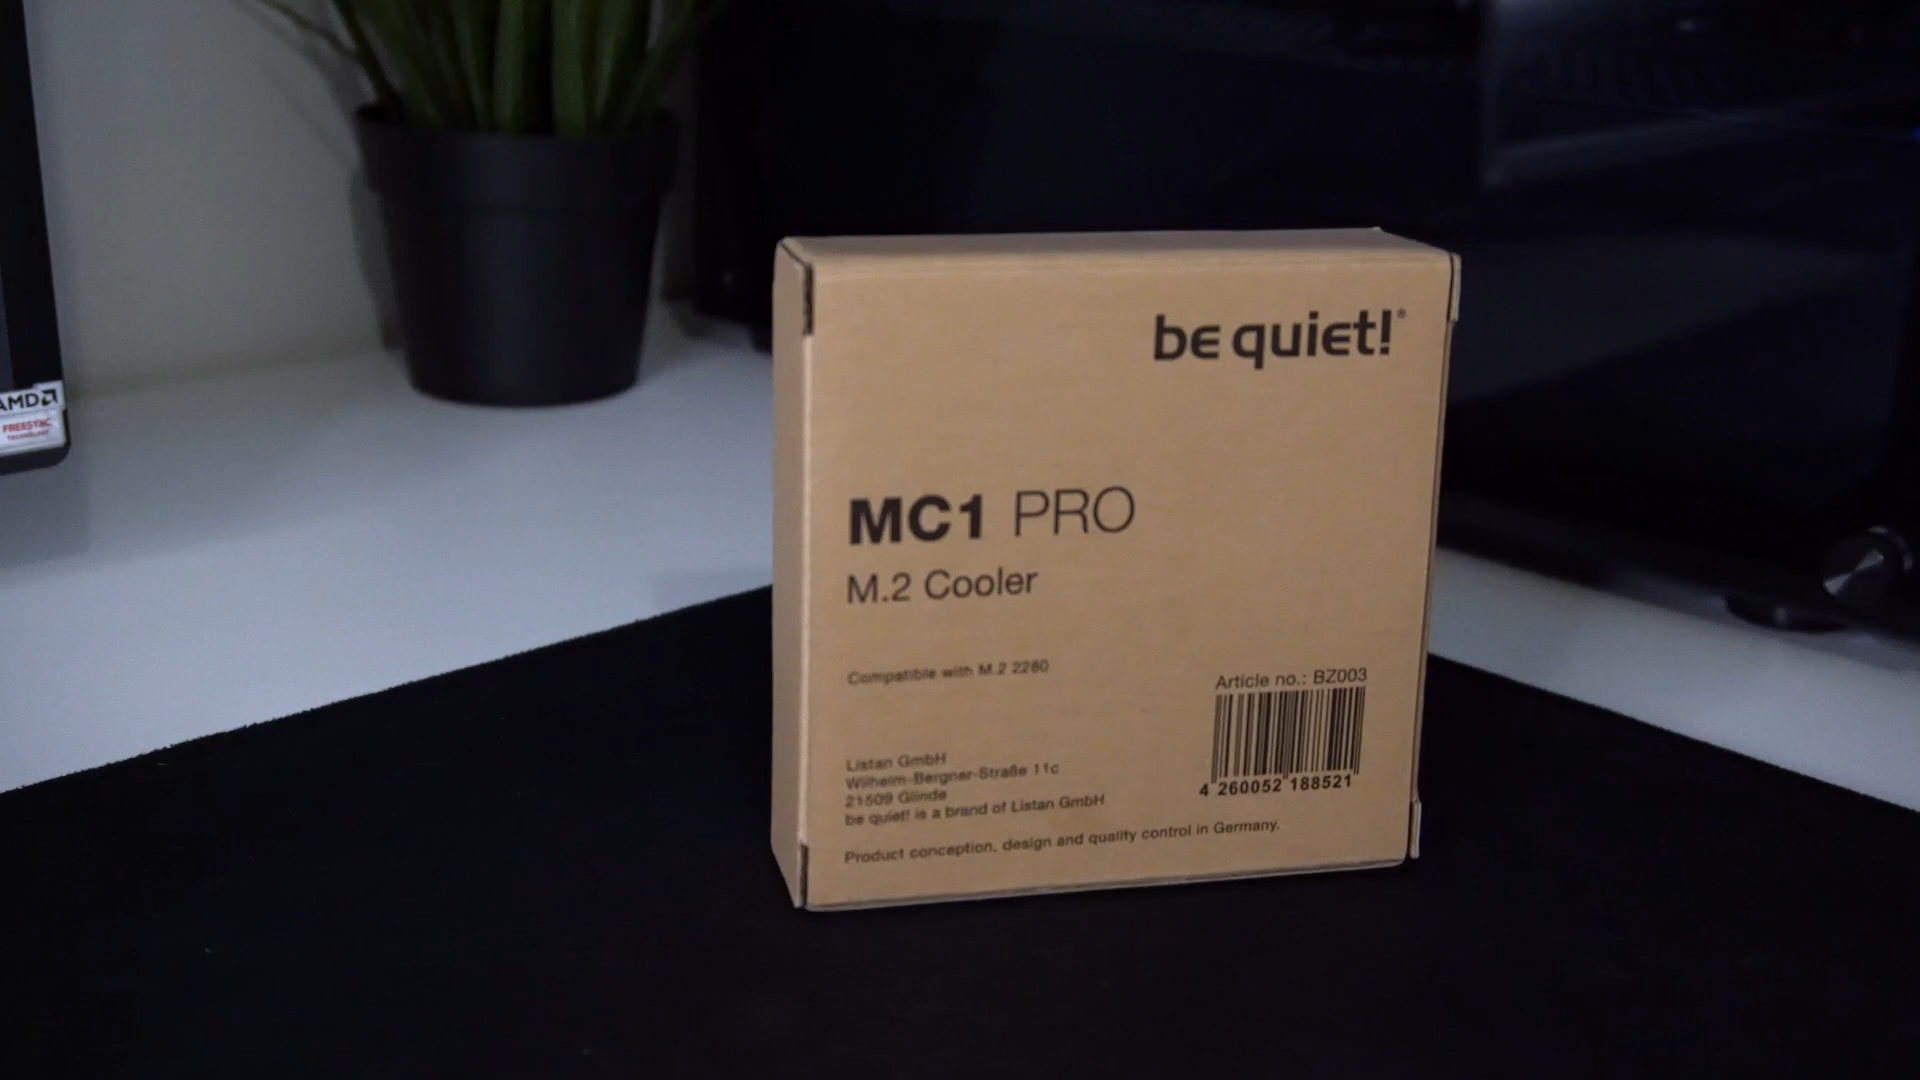 AMD
FREESYNC
TECHNOLOGY
be quiet!®
MC1 PRO
M.2 Cooler
Compatible with M.2 2280
Article no.: BZ003
4 260052 188521
Listan GmbH
Wilhelm-Bergner-Straße 11c
21509 Glinde
be quiet! is a brand of Listan GmbH
Product conception, design and quality control in Germany.